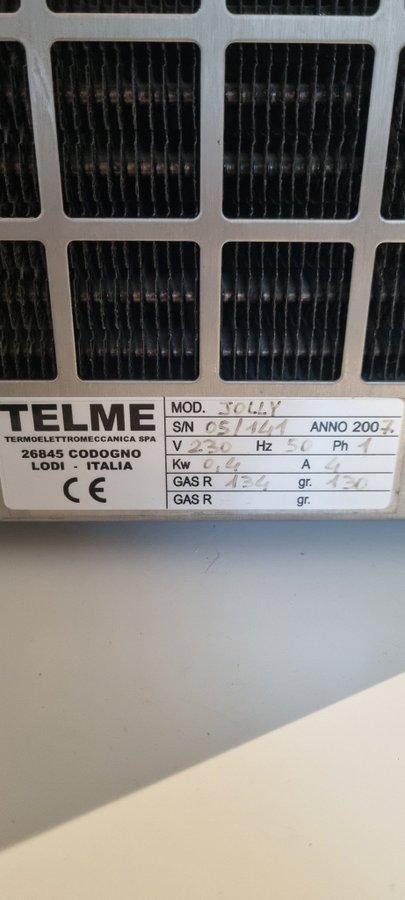 TELME
TERMOELETTROMECCANICA SPA
26845 CODOGNO
LODI - ITALIA
CE
MOD. JOLLY
S/N 05/141 ANNO 2007.
V 230 Hz 50 Ph 1
Kw 0,4 A 4
GAS R 134 gr. 130
GAS R gr.